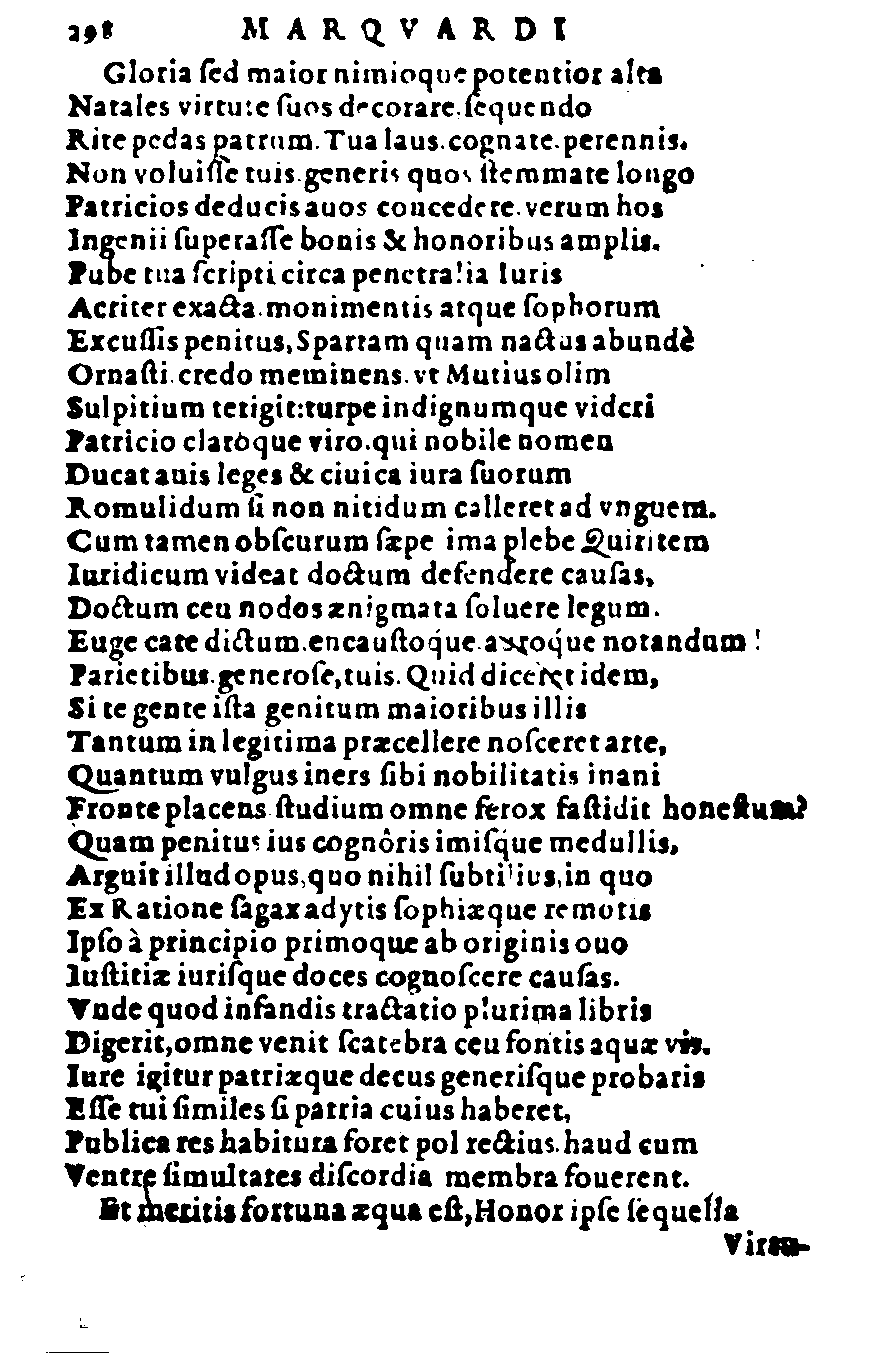 298 MARQVARDI
Gloria ſed maior nimioque potentior alta
Natales virtute ſuos decorare. ſequendo
Rite pedas patrum. Tua laus. cognate. perennis.
Non voluiſſe tuis. generis quos ſtemmate longo
Patricios deducis auos concedere. verum hos
Ingenii ſuperaſſe bonis & honoribus amplis.
Pube tua ſcripti circa penetralia Iuris
Acriter exacta. monimentis atque ſophorum
Excuſſis penitus, Spartam quam nactus abundè
Ornaſti. credo meminens. vt Mutius olim
Sulpitium tetigit: turpe indignumque videri
Patricio claròque viro. qui nobile nomen
Ducat auis leges & ciuica iura ſuorum
Romulidum ſi non nitidum calleret ad vnguem.
Cum tamen obſcurum ſæpe ima plebe Quiritem
Iuridicum videat doctum defendere cauſas,
Doctum ceu nodos ænigmata ſoluere legum.
Euge cate dictum. encauſtoq́ue. notandum!
Parietibus. generoſe, tuis. Quid diceret idem,
Si te gente iſta genitum maioribus illis
Tantum in legitima præcellere noſceret arte,
Quantum vulgus iners ſibi nobilitatis inani
Fronte placens ſtudium omne ferox faſtidit honeſtum?
Quam penitus ius cognôris imiſq́ue medullis,
Arguit illud opus, quo nihil ſubtilius, in quo
Ex Ratione ſagax adytis ſophiæque remotis
Ipſo à principio primoque ab originis ouo
Iuſtitiæ iuriſque doces cognoſcere cauſas.
Vnde quod infandis tractatio plurima libris
Digerit, omne venit ſcatebra ceu fontis aquæ vis.
Iure igitur patriæque decus generiſque probaris
Eſſe tui ſimiles ſi patria cuius haberet,
Publica res habitura foret pol rectius. haud cum
Ventre ſimultates diſcordia membra fouerent.
Et meritis fortuna æqua eſt, Honor ipſe ſequella
Virtu-